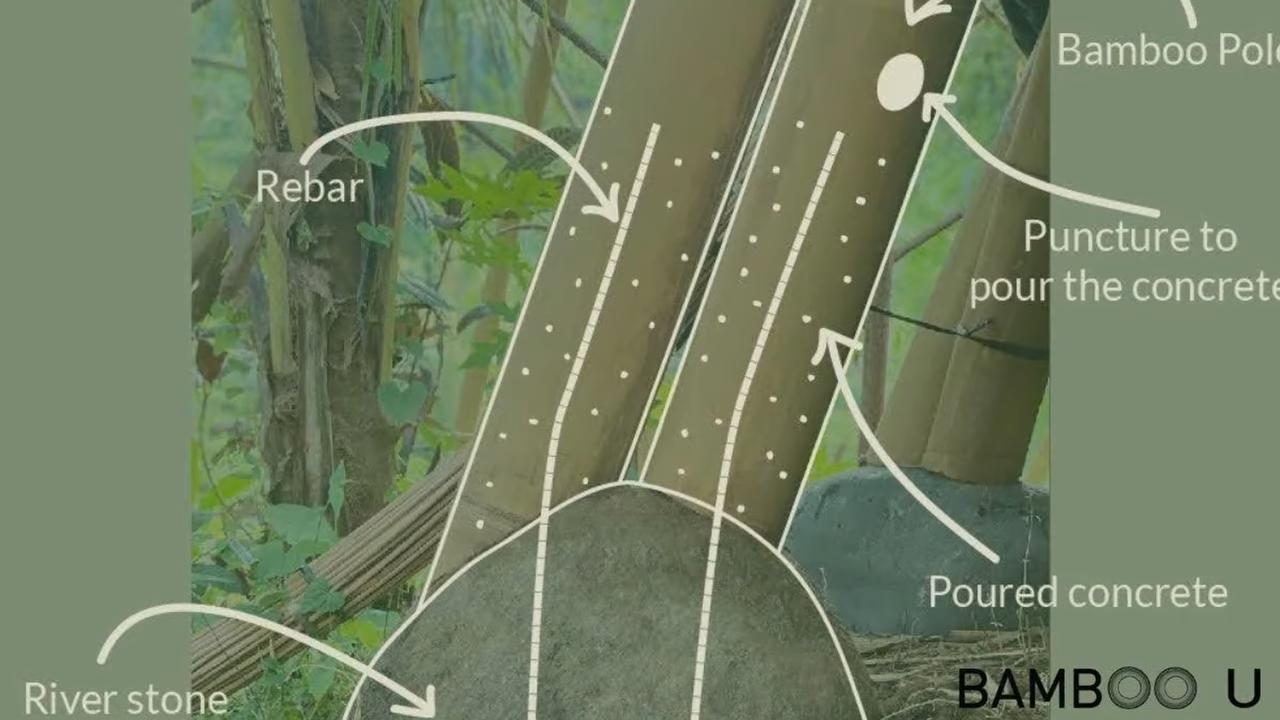 Bamboo Pole
Rebar
Puncture to
pour the concrete
Poured concrete
River stone
BAMBOO U